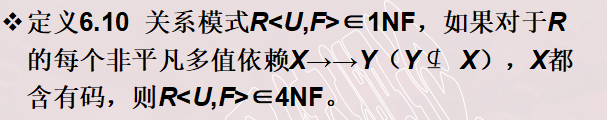 ❖定义6.10 关系模式R<U,F>∈1NF，如果对于R
的每个非平凡多值依赖X→→Y（Y⊈ X），X都
含有码，则R<U,F>∈4NF。